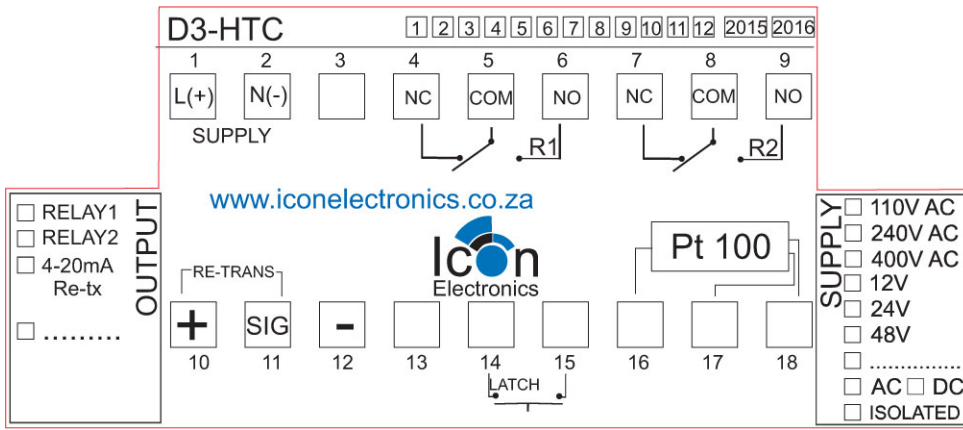 D3-HTC 1 2 3 4 5 6 7 8 9 10 11 12 2015 2016
1 2 3 4 5 6 7 8 9
L(+) N(-) NC COM NO NC COM NO
SUPPLY
R1 R2
www.iconelectronics.co.za
OUTPUT
RELAY1
RELAY2
4-20mA
Re-tx
.........
Icon
Electronics
Pt 100
RE-TRANS
+ SIG -
10 11 12 13 14 15 16 17 18
LATCH
SUPPLY
110V AC
240V AC
400V AC
12V
24V
48V
...............
AC DC
ISOLATED